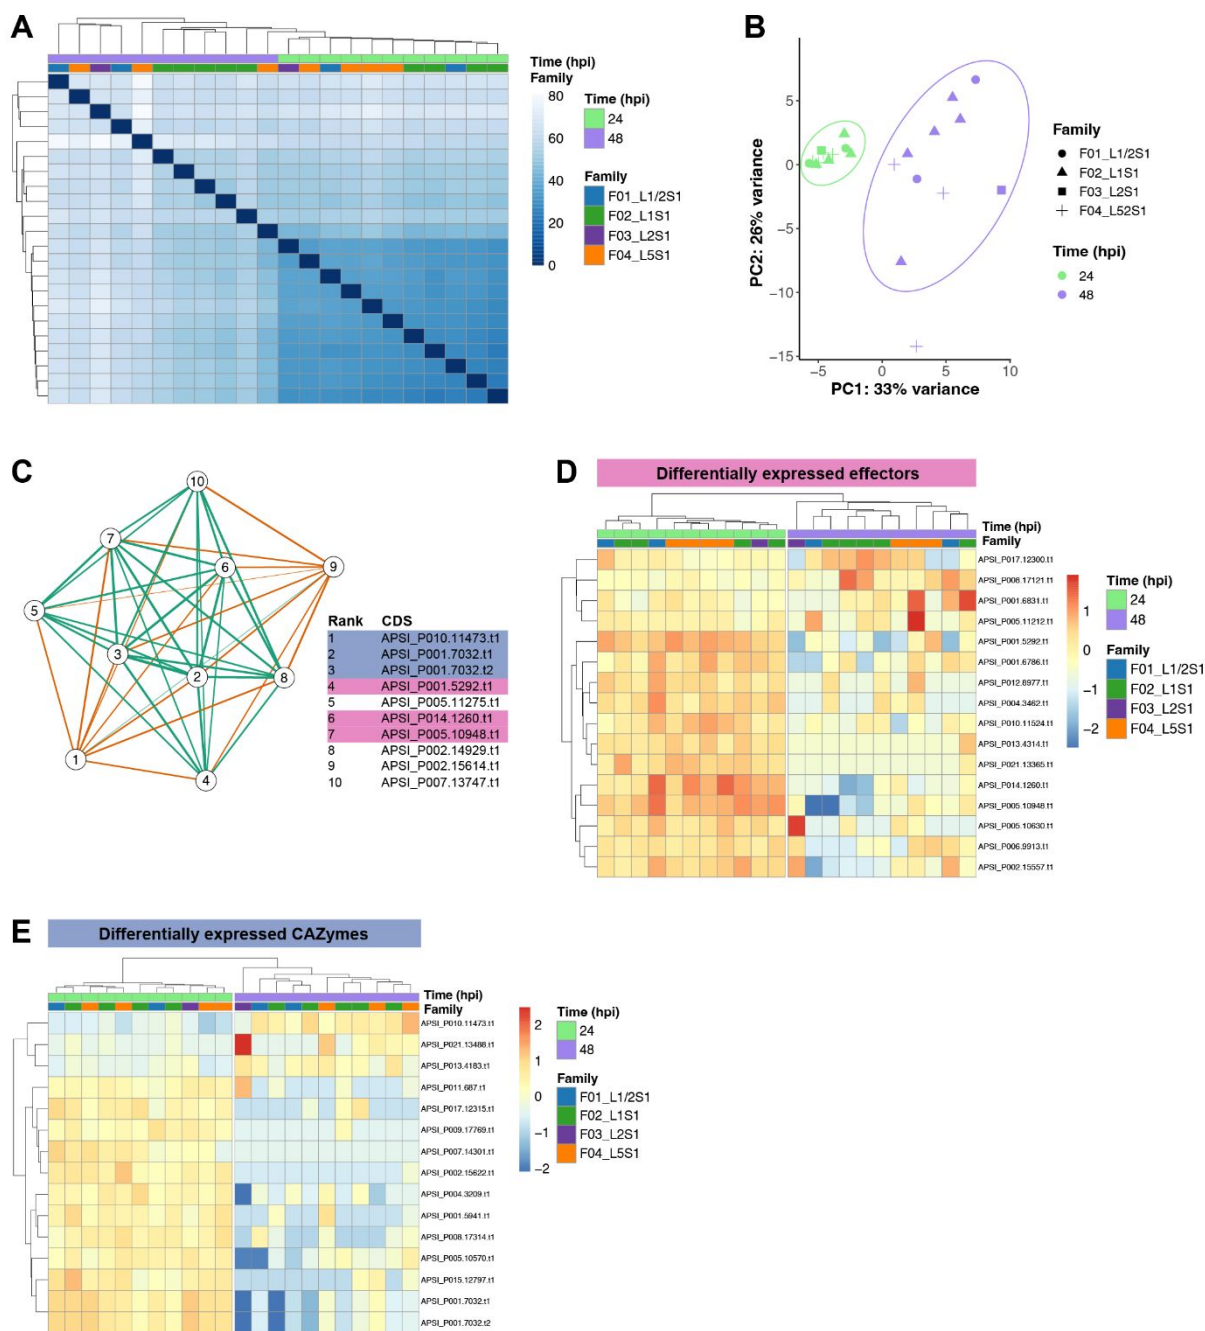 A
Time (hpi)
Family
80
60
40
20
0
Time (hpi)
24
48
Family
F01_L1/2S1
F02_L1S1
F03_L2S1
F04_L5S1
B
5
0
−5
−10
−15
−5
0
5
10
PC2: 26% variance
PC1: 33% variance
Family
F01_L1/2S1
F02_L1S1
F03_L2S1
F04_L52S1
Time (hpi)
24
48
C
10
7
6
9
5
3
2
8
1
4
Rank CDS
1 APSI_P010.11473.t1
2 APSI_P001.7032.t1
3 APSI_P001.7032.t2
4 APSI_P001.5292.t1
5 APSI_P005.11275.t1
6 APSI_P014.1260.t1
7 APSI_P005.10948.t1
8 APSI_P002.14929.t1
9 APSI_P002.15614.t1
10 APSI_P007.13747.t1
D
Differentially expressed effectors
Time (hpi)
Family
APSI_P017.12300.t1
APSI_P008.17121.t1
APSI_P001.6831.t1
APSI_P005.11212.t1
APSI_P001.5292.t1
APSI_P001.6786.t1
APSI_P012.8977.t1
APSI_P004.3462.t1
APSI_P010.11524.t1
APSI_P013.4314.t1
APSI_P021.13365.t1
APSI_P014.1260.t1
APSI_P005.10948.t1
APSI_P005.10630.t1
APSI_P006.9913.t1
APSI_P002.15557.t1
1
0
−1
−2
Time (hpi)
24
48
Family
F01_L1/2S1
F02_L1S1
F03_L2S1
F04_L5S1
E
Differentially expressed CAZymes
Time (hpi)
Family
APSI_P010.11473.t1
APSI_P021.13488.t1
APSI_P013.4183.t1
APSI_P011.687.t1
APSI_P017.12315.t1
APSI_P009.17769.t1
APSI_P007.14301.t1
APSI_P002.15622.t1
APSI_P004.3209.t1
APSI_P001.5941.t1
APSI_P008.17314.t1
APSI_P005.10570.t1
APSI_P015.12797.t1
APSI_P001.7032.t1
APSI_P001.7032.t2
2
1
0
−1
−2
Time (hpi)
24
48
Family
F01_L1/2S1
F02_L1S1
F03_L2S1
F04_L5S1